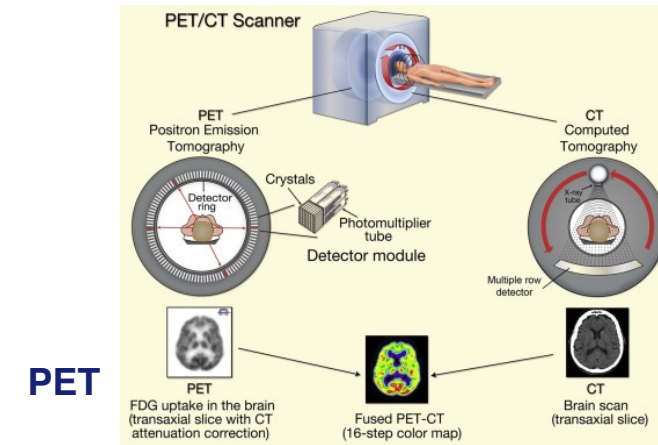 PET/CT Scanner
PET
Positron Emission
Tomography
CT
Computed
Tomography
Detector
ring
Crystals
Photomultiplier
tube
Detector module
X-ray
tube
Multiple row
detector
PET
PET
FDG uptake in the brain
(transaxial slice with CT
attenuation correction)
Fused PET-CT
(16-step color map)
CT
Brain scan
(transaxial slice)